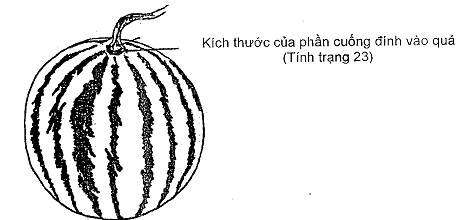 Kích thước của phần cuống đính vào quả
(Tính trạng 23)